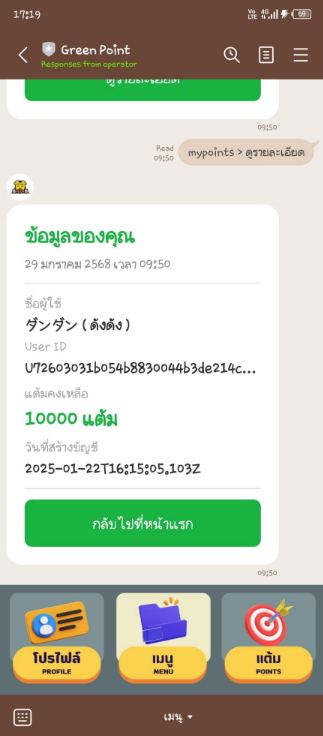 17:19
69
Green Point
Responses from operator
ดูรายละเอียด
09:50
Read
09:50
mypoints > ดูรายละเอียด
ข้อมูลของคุณ
29 มกราคม 2568 เวลา 09:50
ชื่อผู้ใช้
ダンダン ( ดังดัง )
User ID
U72603031b054b8830044b3de214c...
แต้มคงเหลือ
10000 แต้ม
วันที่สร้างบัญชี
2025-01-22T16:15:05.103Z
กลับไปที่หน้าแรก
09:50
โปรไฟล์
PROFILE
เมนู
MENU
แต้ม
POINTS
เมนู